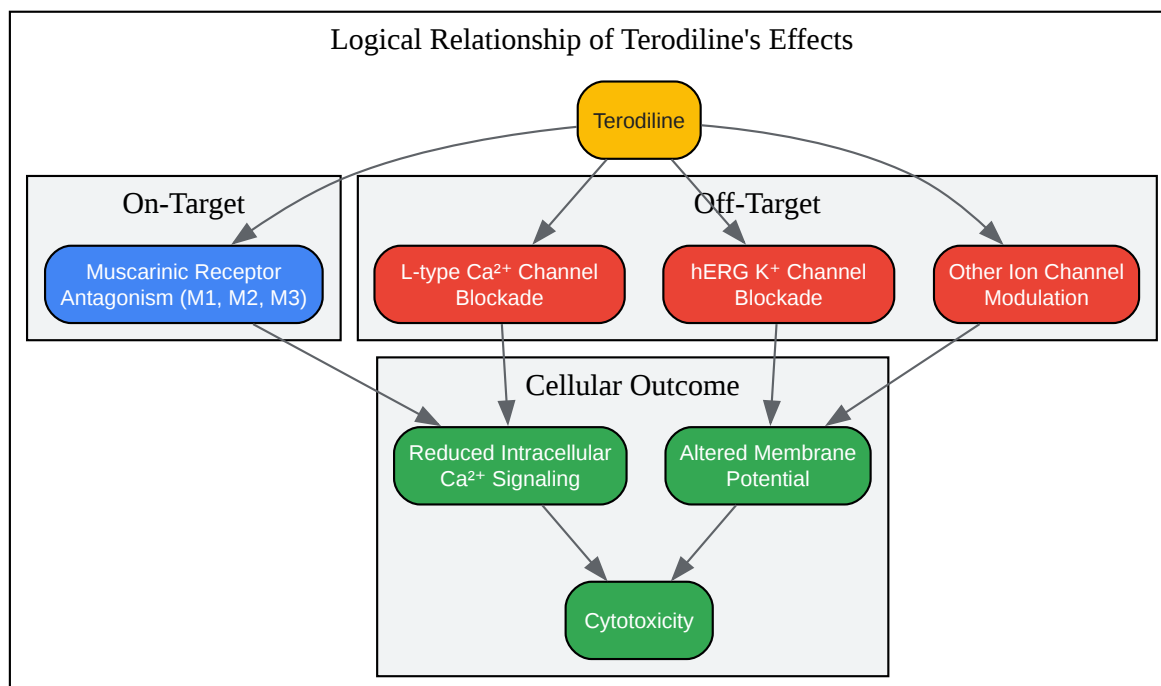 Logical Relationship of Terodiline's Effects
Terodiline
On-Target
Off-Target
Muscarinic Receptor
Antagonism (M1, M2, M3)
L-type Ca²⁺ Channel
Blockade
hERG K⁺ Channel
Blockade
Other Ion Channel
Modulation
Cellular Outcome
Reduced Intracellular
Ca²⁺ Signaling
Altered Membrane
Potential
Cytotoxicity